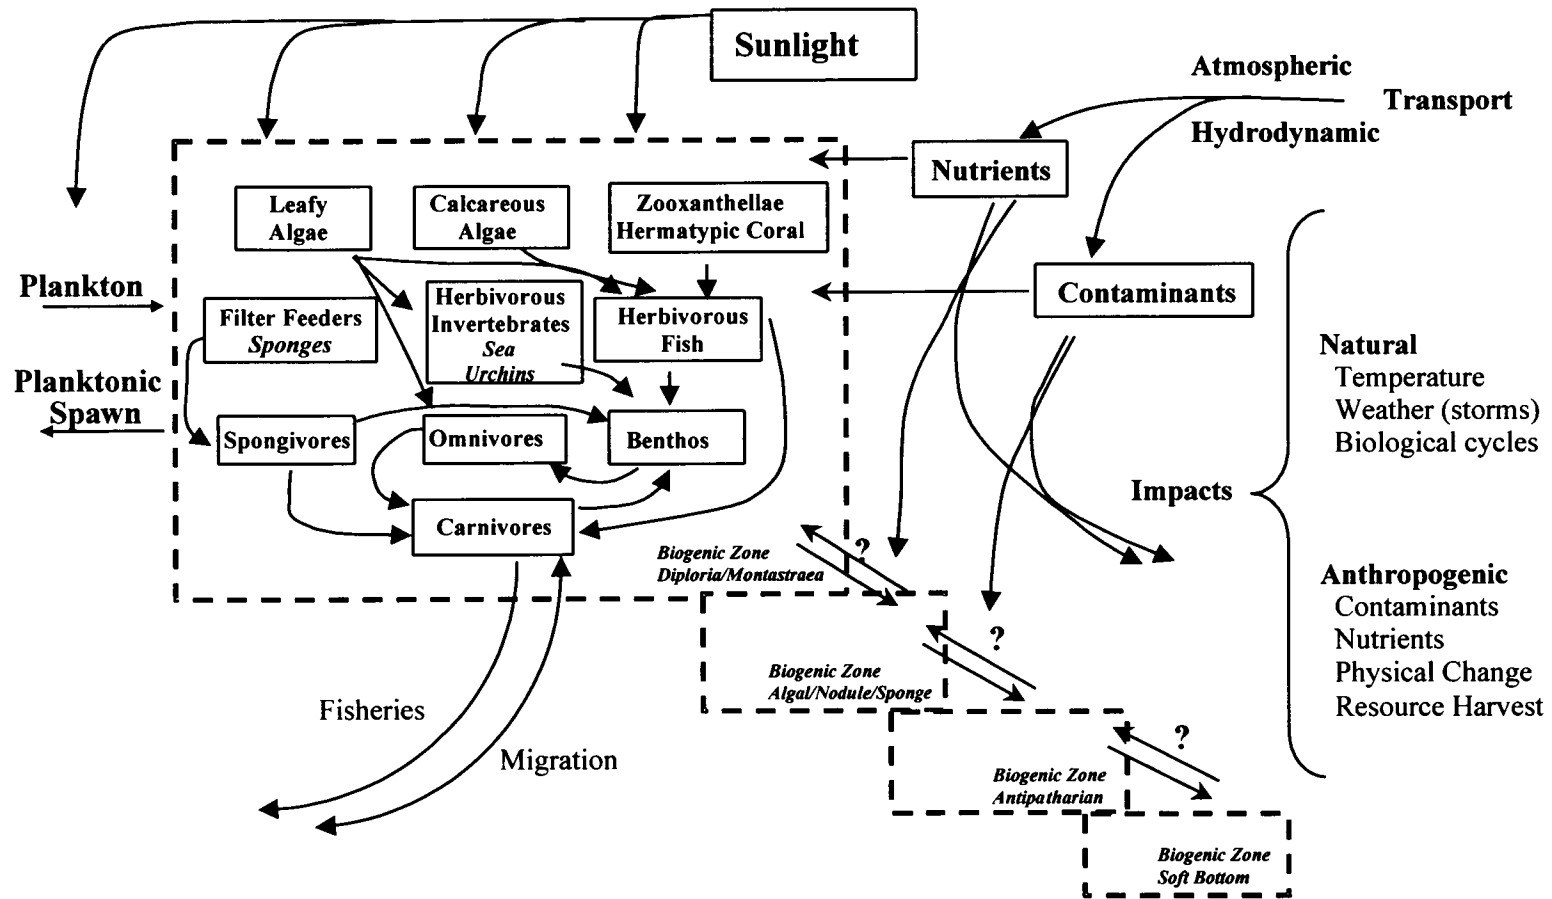 Sunlight
Atmospheric
Transport
Hydrodynamic
Nutrients
Leafy
Algae
Calcareous
Algae
Zooxanthellae
Hermatypic Coral
Plankton
Contaminants
Filter Feeders
Sponges
Herbivorous
Invertebrates
Sea
Urchins
Herbivorous
Fish
Planktonic
Spawn
Spongivores
Omnivores
Benthos
Carnivores
Natural
Temperature
Weather (storms)
Biological cycles
Impacts
Anthropogenic
Contaminants
Nutrients
Physical Change
Resource Harvest
Biogenic Zone
Diploria/Montastraea
?
Biogenic Zone
Algal/Nodule/Sponge
?
Biogenic Zone
Antipatharian
?
Biogenic Zone
Soft Bottom
Fisheries
Migration